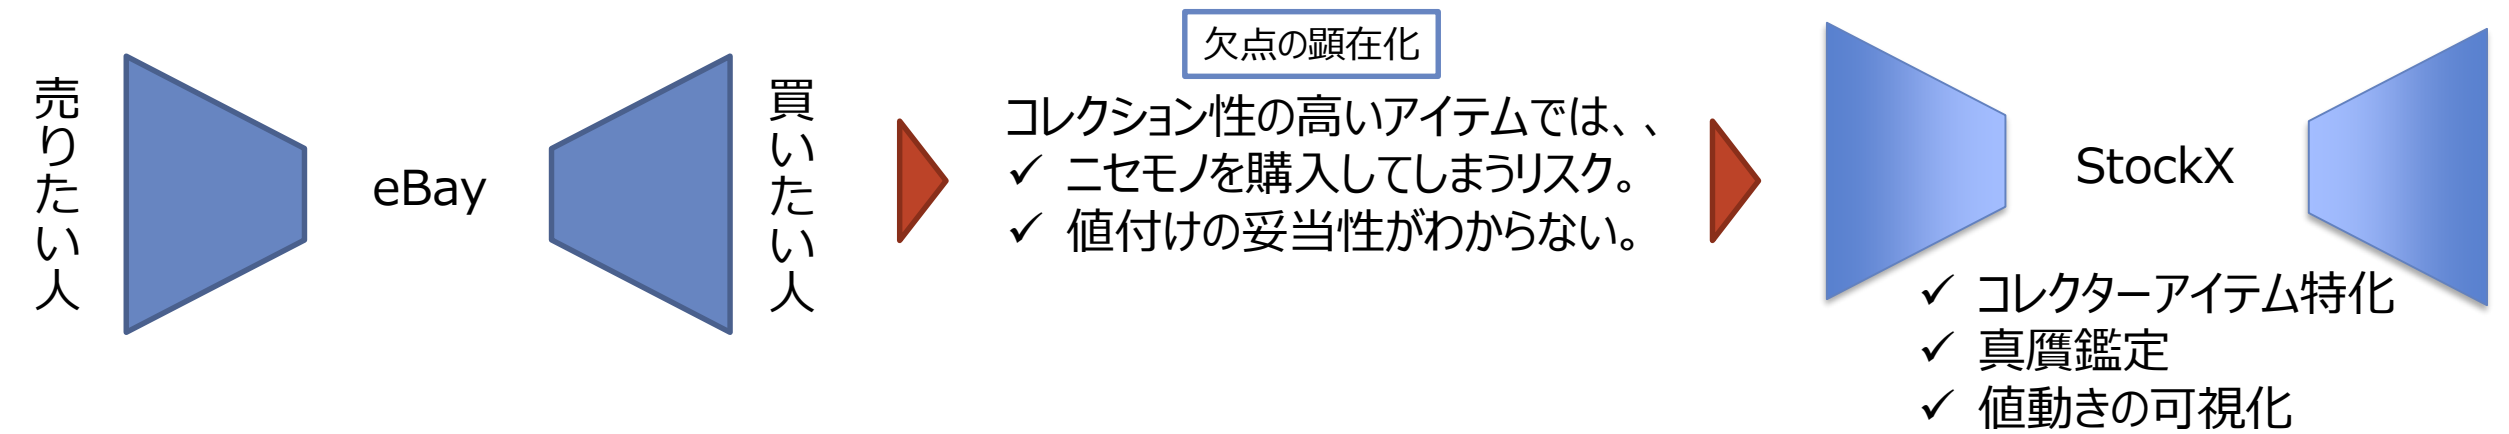 売りたい人
eBay
買いたい人
欠点の顕在化
コレクション性の高いアイテムでは、、
✓ ニセモノを購入してしまうリスク。
✓ 値付けの妥当性がわからない。
StockX
✓ コレクターアイテム特化
✓ 真贋鑑定
✓ 値動きの可視化